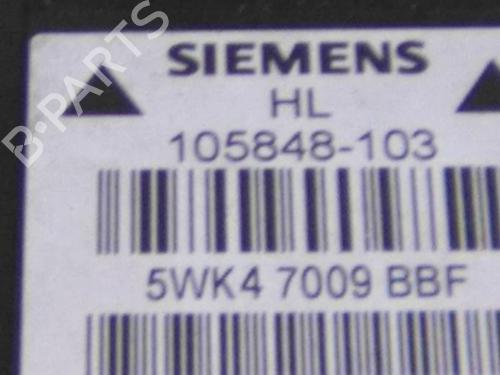 B-PARTS
SIEMENS
HL
105848-103
5WK4 7009 BBF